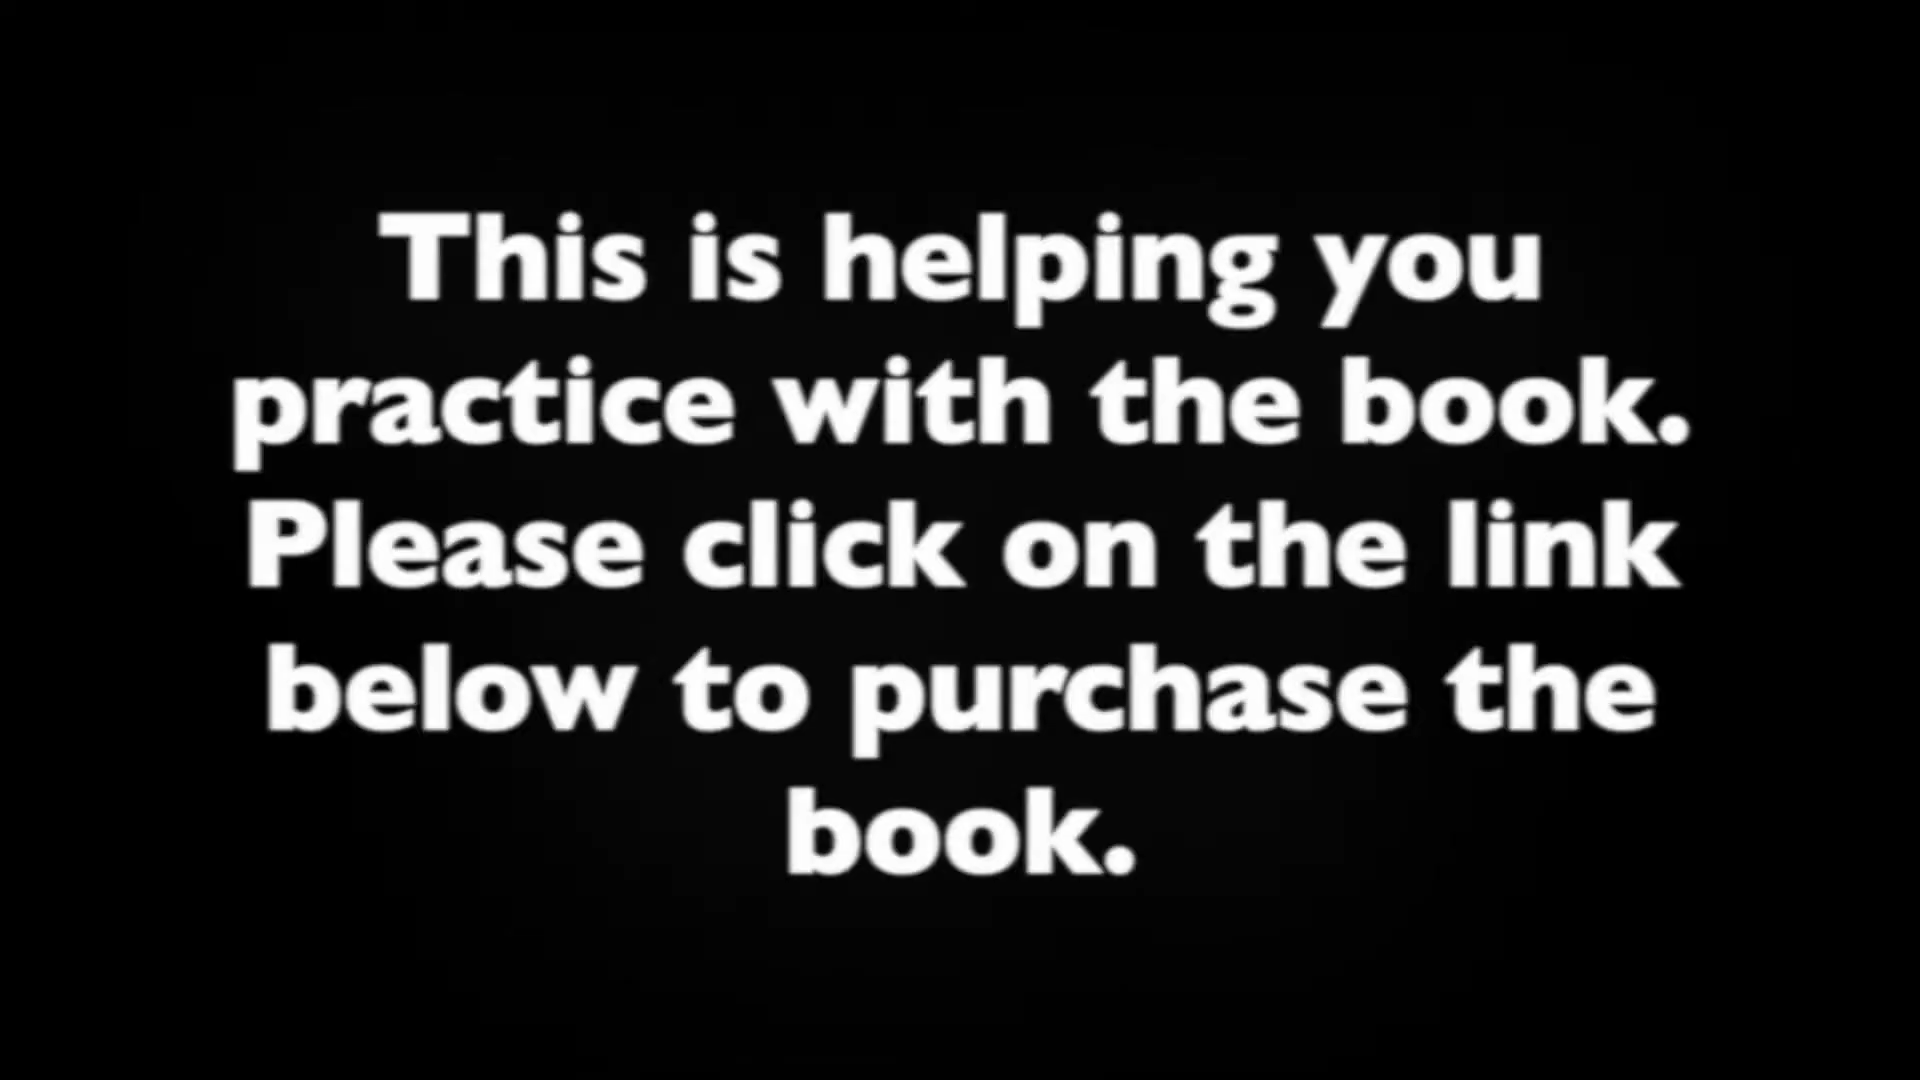 This is helping you
practice with the book.
Please click on the link
below to purchase the
book.